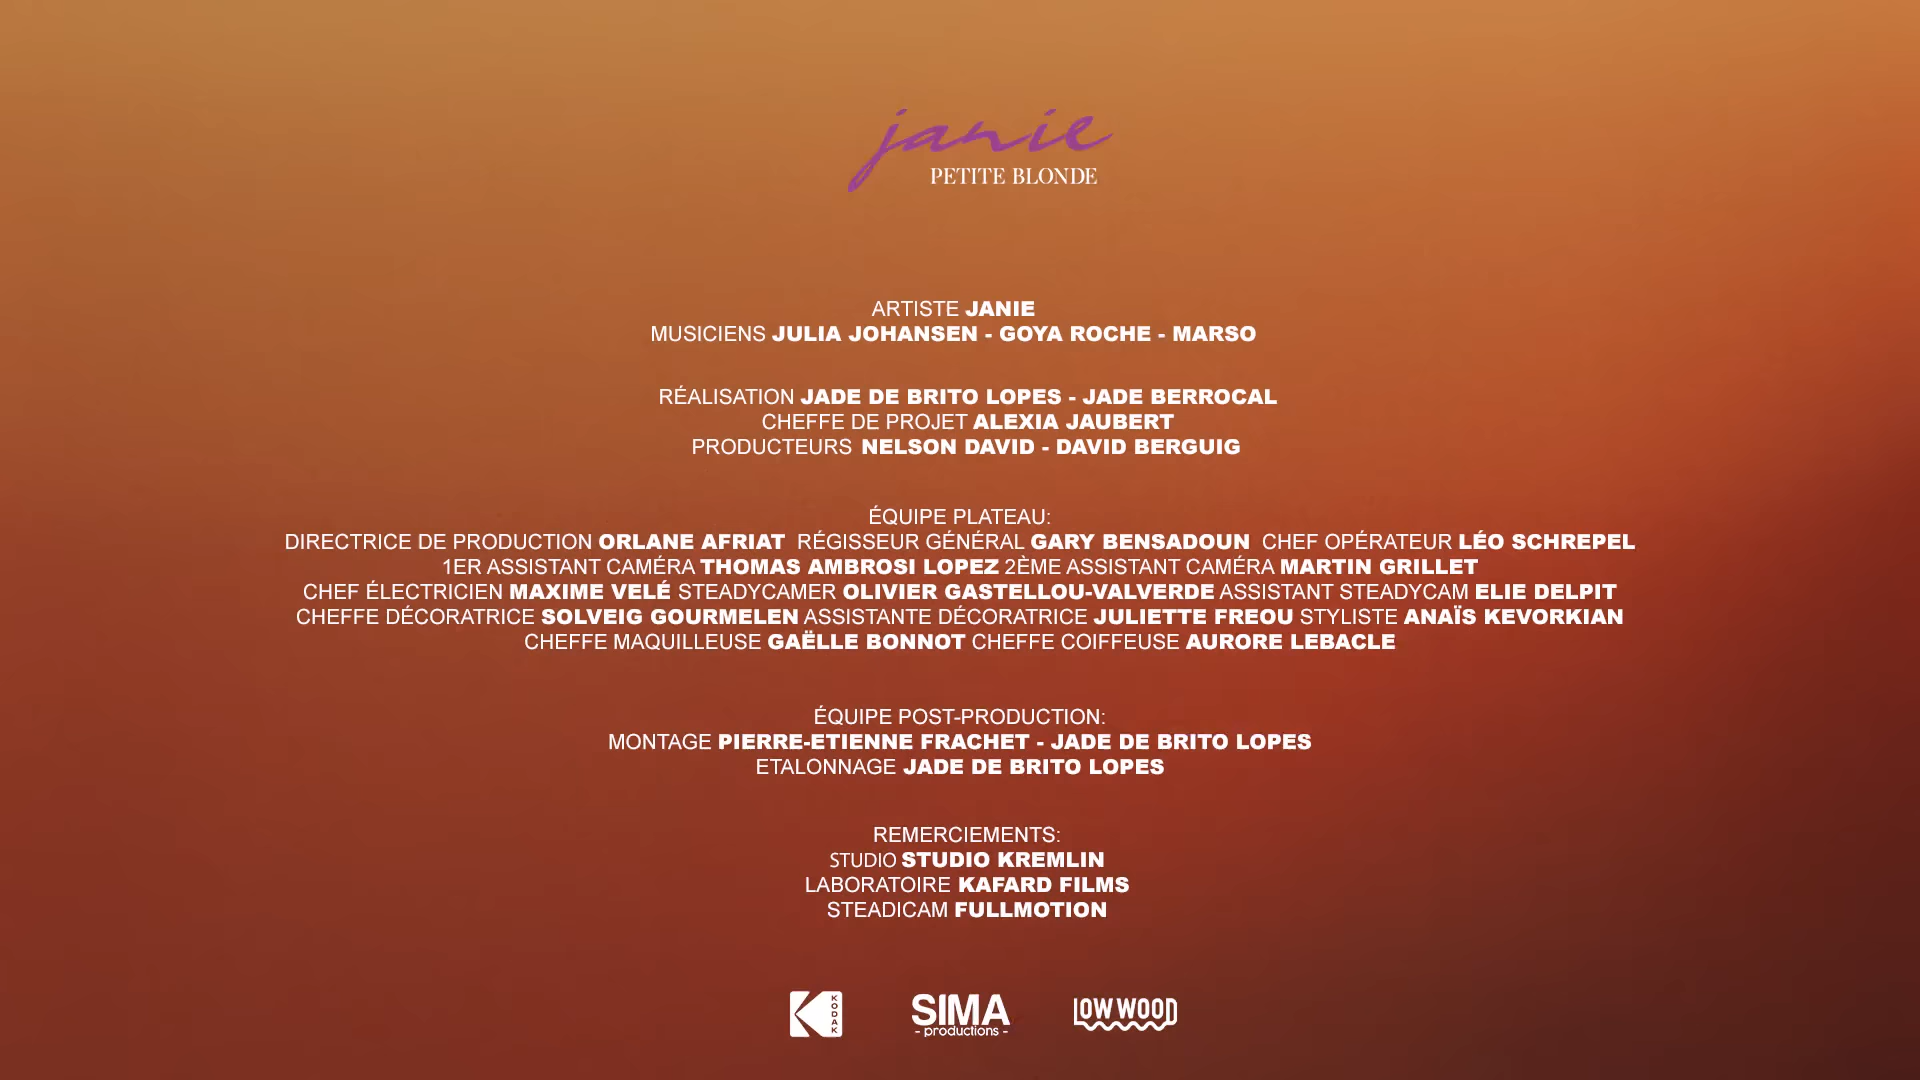 janie
PETITE BLONDE
ARTISTE JANIE
MUSICIENS JULIA JOHANSEN - GOYA ROCHE - MARSO
RÉALISATION JADE DE BRITO LOPES - JADE BERROCAL
CHEFFE DE PROJET ALEXIA JAUBERT
PRODUCTEURS NELSON DAVID - DAVID BERGUIG
ÉQUIPE PLATEAU:
DIRECTRICE DE PRODUCTION ORLANE AFRIAT RÉGISSEUR GÉNÉRAL GARY BENSADOUN CHEF OPÉRATEUR LÉO SCHREPEL
1ER ASSISTANT CAMÉRA THOMAS AMBROSI LOPEZ 2ÈME ASSISTANT CAMÉRA MARTIN GRILLET
CHEF ÉLECTRICIEN MAXIME VELÉ STEADYCAMER OLIVIER GASTELLOU-VALVERDE ASSISTANT STEADYCAM ELIE DELPIT
CHEFFE DÉCORATRICE SOLVEIG GOURMELEN ASSISTANTE DÉCORATRICE JULIETTE FREOU STYLISTE ANAÏS KEVORKIAN
CHEFFE MAQUILLEUSE GAËLLE BONNOT CHEFFE COIFFEUSE AURORE LEBACLE
ÉQUIPE POST-PRODUCTION:
MONTAGE PIERRE-ETIENNE FRACHET - JADE DE BRITO LOPES
ETALONNAGE JADE DE BRITO LOPES
REMERCIEMENTS:
STUDIO STUDIO KREMLIN
LABORATOIRE KAFARD FILMS
STEADICAM FULLMOTION
KODAK
SIMA
- productions -
LOW WOOD